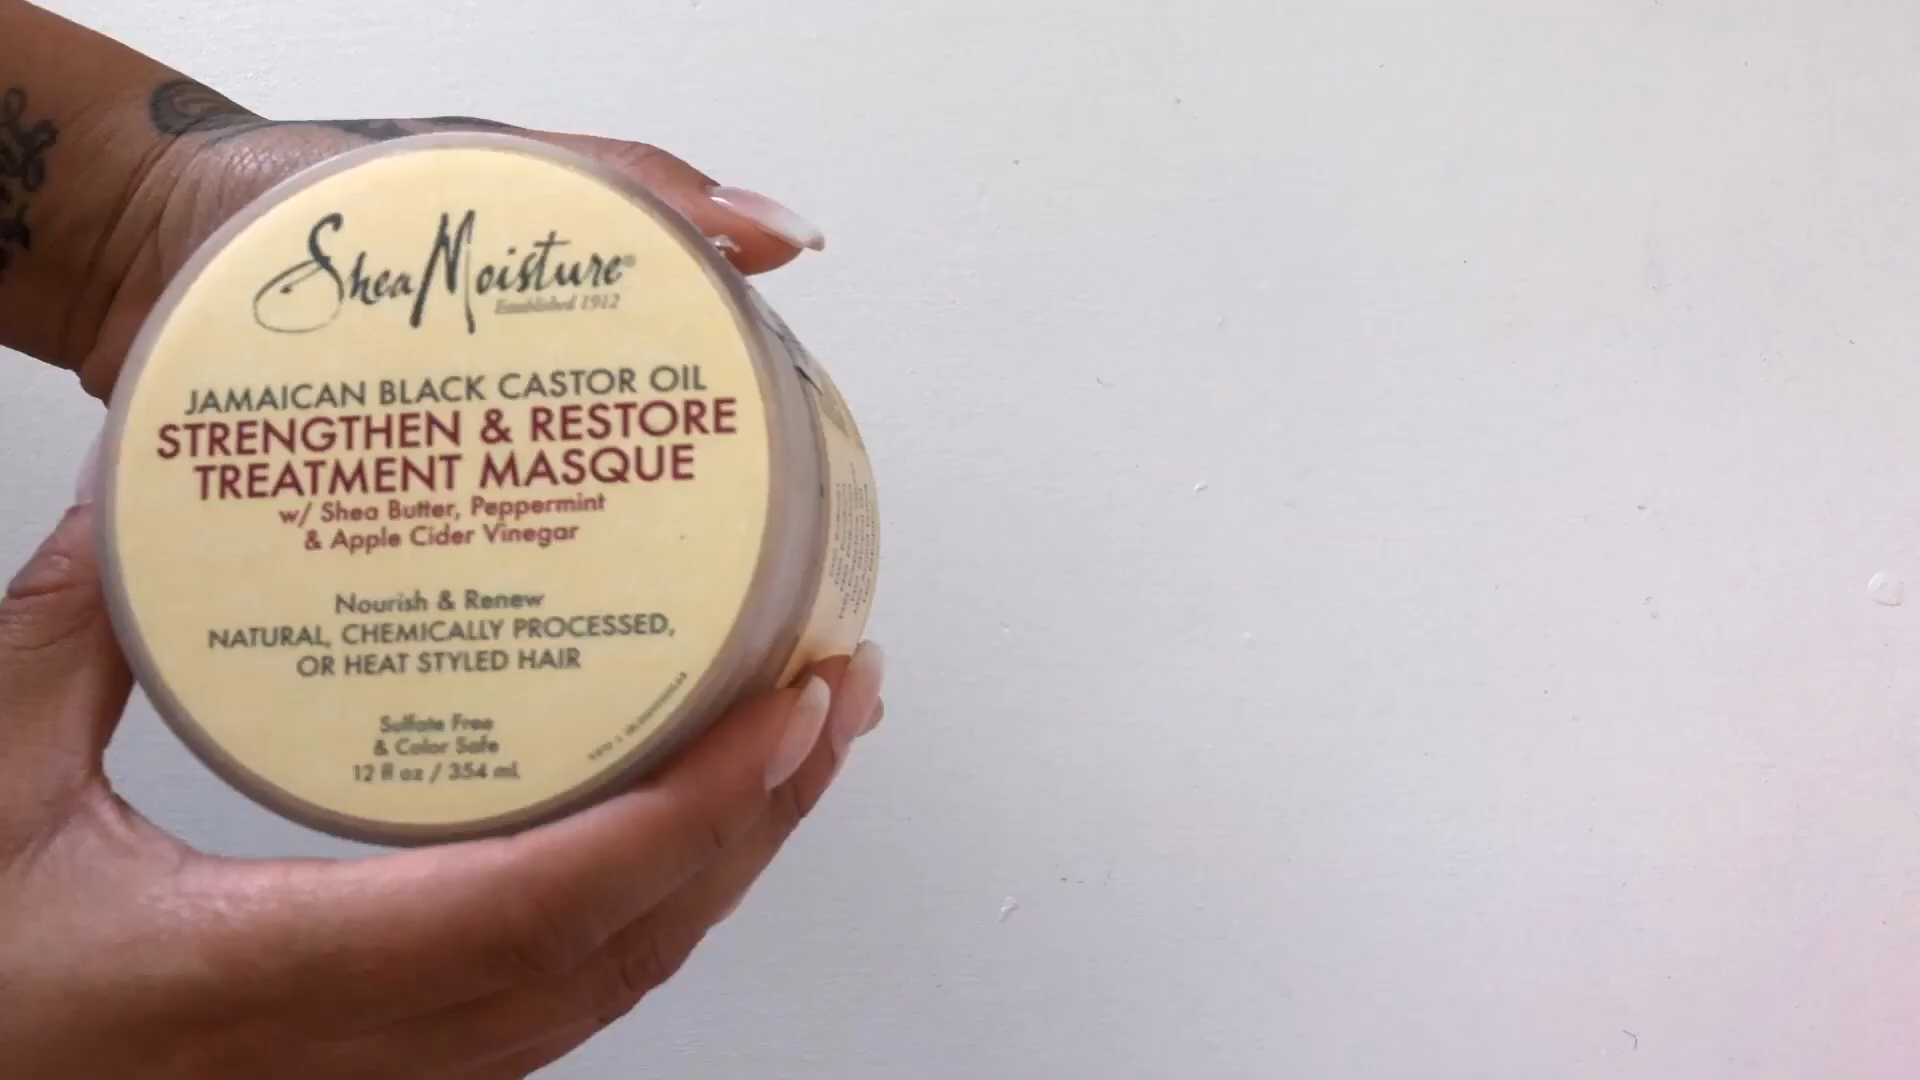 SheaMoisture®
Established 1912
JAMAICAN BLACK CASTOR OIL
STRENGTHEN & RESTORE
TREATMENT MASQUE
w/ Shea Butter, Peppermint
& Apple Cider Vinegar
Nourish & Renew
NATURAL, CHEMICALLY PROCESSED,
OR HEAT STYLED HAIR
Sulfate Free
& Color Safe
12 fl oz / 354 mL